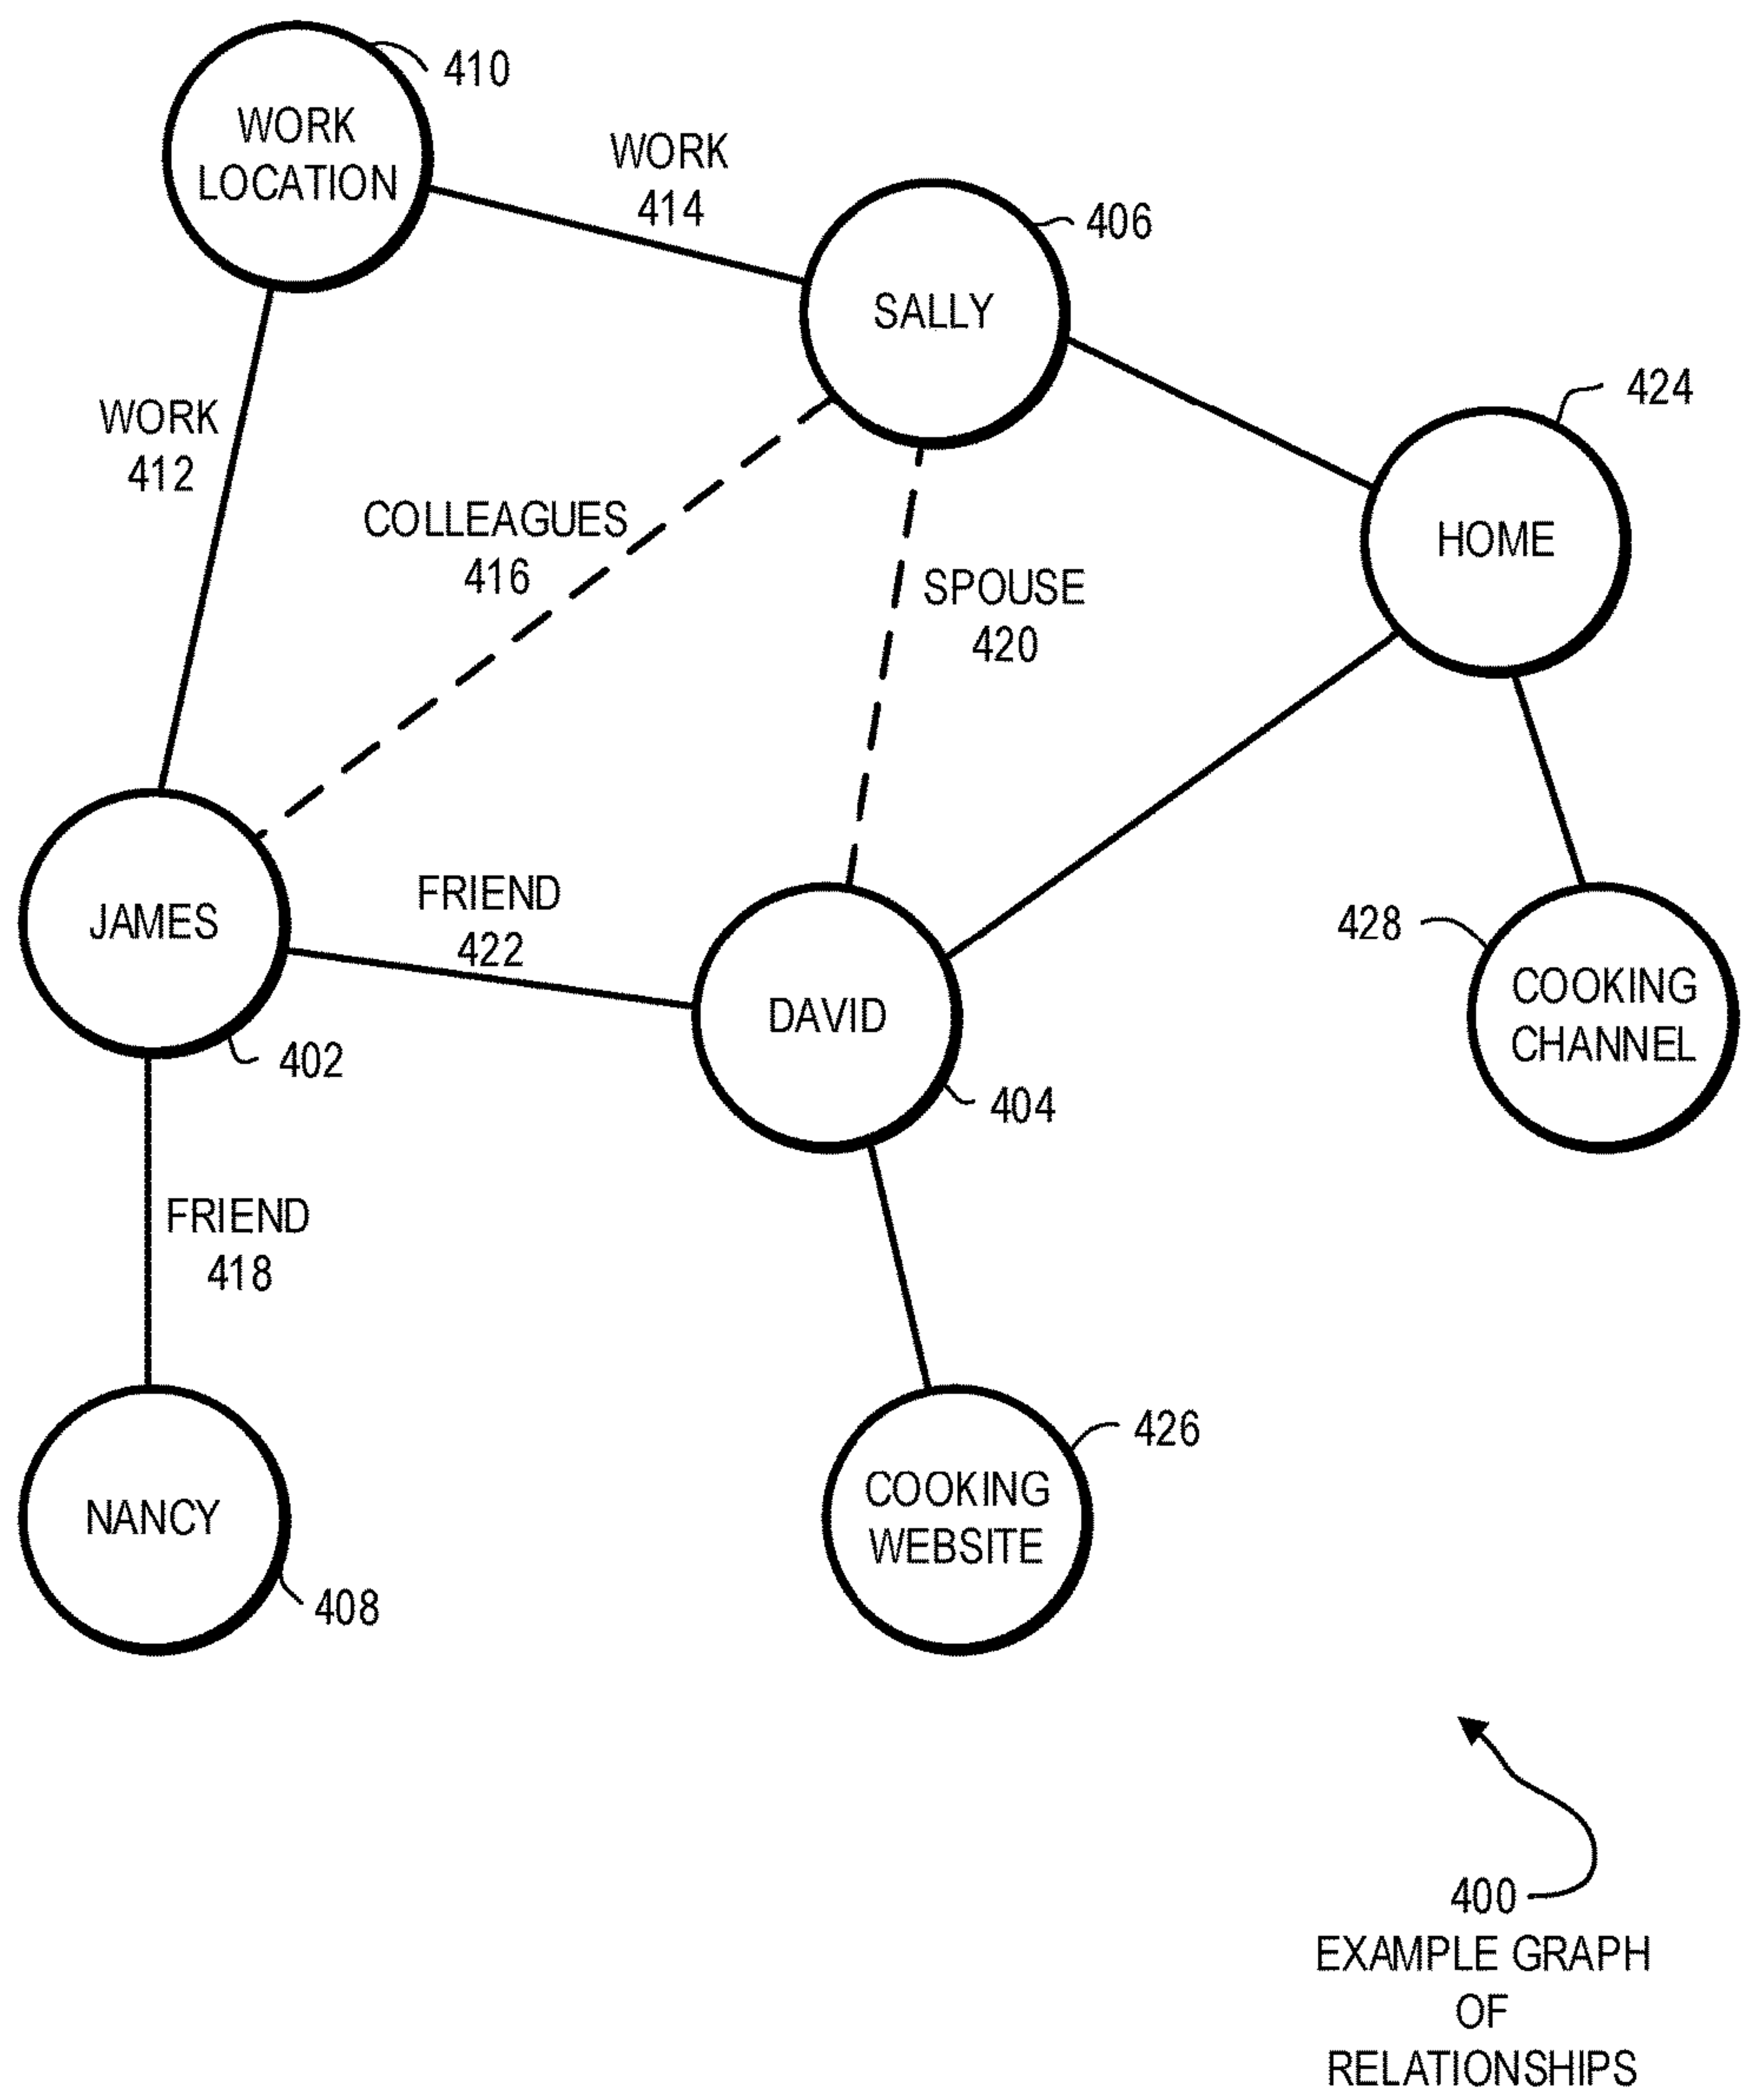 410
WORK
LOCATION
WORK
414
406
SALLY
424
HOME
WORK
412
COLLEAGUES
416
SPOUSE
420
JAMES
FRIEND
422
402
DAVID
404
428
COOKING
CHANNEL
FRIEND
418
NANCY
408
426
COOKING
WEBSITE
400
EXAMPLE GRAPH
OF
RELATIONSHIPS